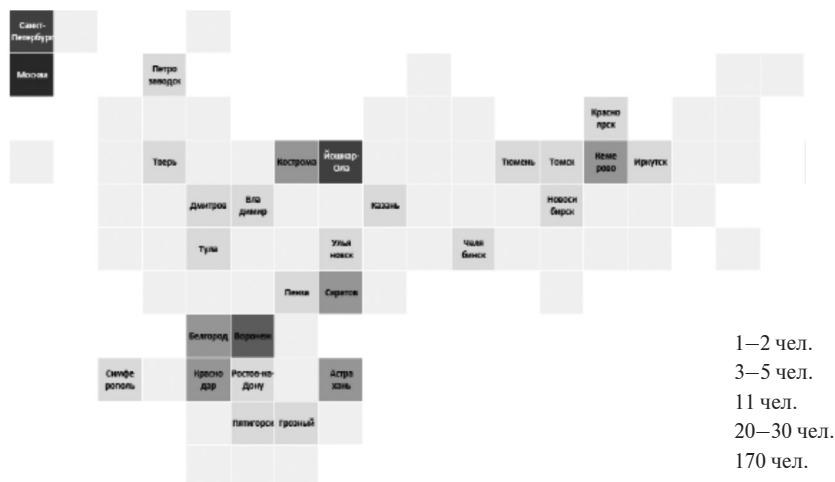 Санкт-
Петербург
Москва
Петро
заводск
Красно
ярск
Тверь
Кострома
Йошкар-
Ола
Тюмень
Томск
Кеме
рово
Иркутск
Дмитров
Вла
димир
Казань
Новоси
бирск
Тула
Улья
новск
Челя
бинск
Пенза
Саратов
Белгород
Воронеж
Симфе
рополь
Красно
дар
Ростов-на-
Дону
Астра
хань
Пятигорск
Грозный
1–2 чел.
3–5 чел.
11 чел.
20–30 чел.
170 чел.